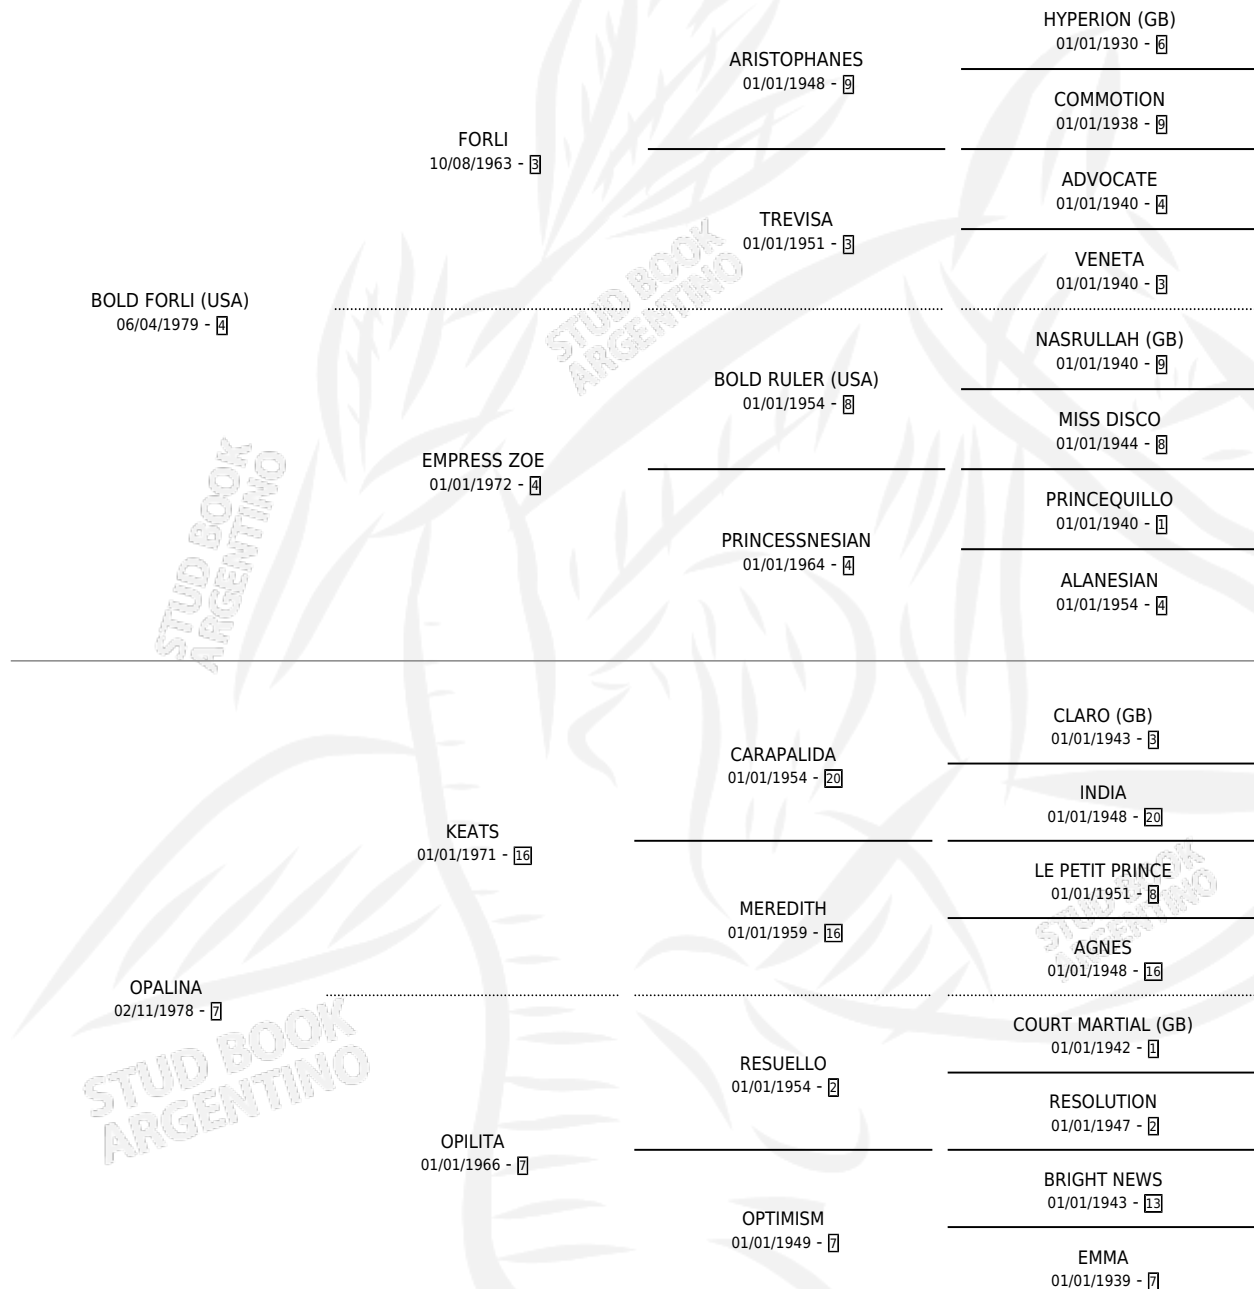 HYPERION (GB)
01/01/1930 - 6
ARISTOPHANES
01/01/1948 - 9
COMMOTION
01/01/1938 - 9
FORLI
10/08/1963 - 3
ADVOCATE
01/01/1940 - 4
TREVISA
01/01/1951 - 3
VENETA
01/01/1940 - 3
BOLD FORLI (USA)
06/04/1979 - 4
NASRULLAH (GB)
01/01/1940 - 9
BOLD RULER (USA)
01/01/1954 - 8
MISS DISCO
01/01/1944 - 8
EMPRESS ZOE
01/01/1972 - 4
PRINCEQUILLO
01/01/1940 - 1
PRINCESSNESIAN
01/01/1964 - 4
ALANESIAN
01/01/1954 - 4
CLARO (GB)
01/01/1943 - 3
CARAPALIDA
01/01/1954 - 20
INDIA
01/01/1948 - 20
KEATS
01/01/1971 - 16
LE PETIT PRINCE
01/01/1951 - 8
MEREDITH
01/01/1959 - 16
AGNES
01/01/1948 - 16
OPALINA
02/11/1978 - 7
COURT MARTIAL (GB)
01/01/1942 - 1
RESUELLO
01/01/1954 - 2
RESOLUTION
01/01/1947 - 2
OPILITA
01/01/1966 - 7
BRIGHT NEWS
01/01/1943 - 13
OPTIMISM
01/01/1949 - 7
EMMA
01/01/1939 - 7
STUD BOOK
ARGENTINO
STUD BOOK
ARGENTINO
STUD BOOK
ARGENTINO
STUD BOOK
ARGENTINO